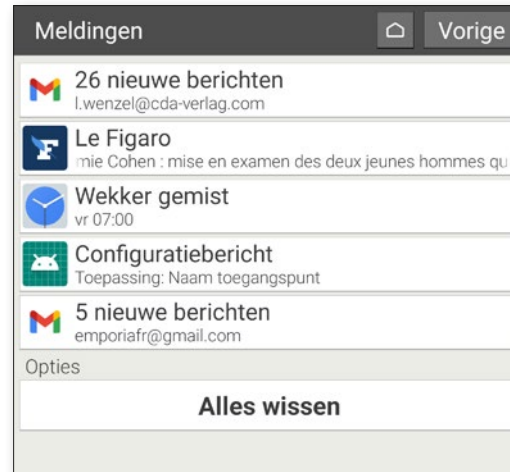 Meldingen
Vorige
26 nieuwe berichten
l.wenzel@cda-verlag.com
Le Figaro
mie Cohen : mise en examen des deux jeunes hommes qu
Wekker gemist
vr 07:00
Configuratiebericht
Toepassing: Naam toegangspunt
5 nieuwe berichten
emporiafr@gmail.com
Opties
Alles wissen